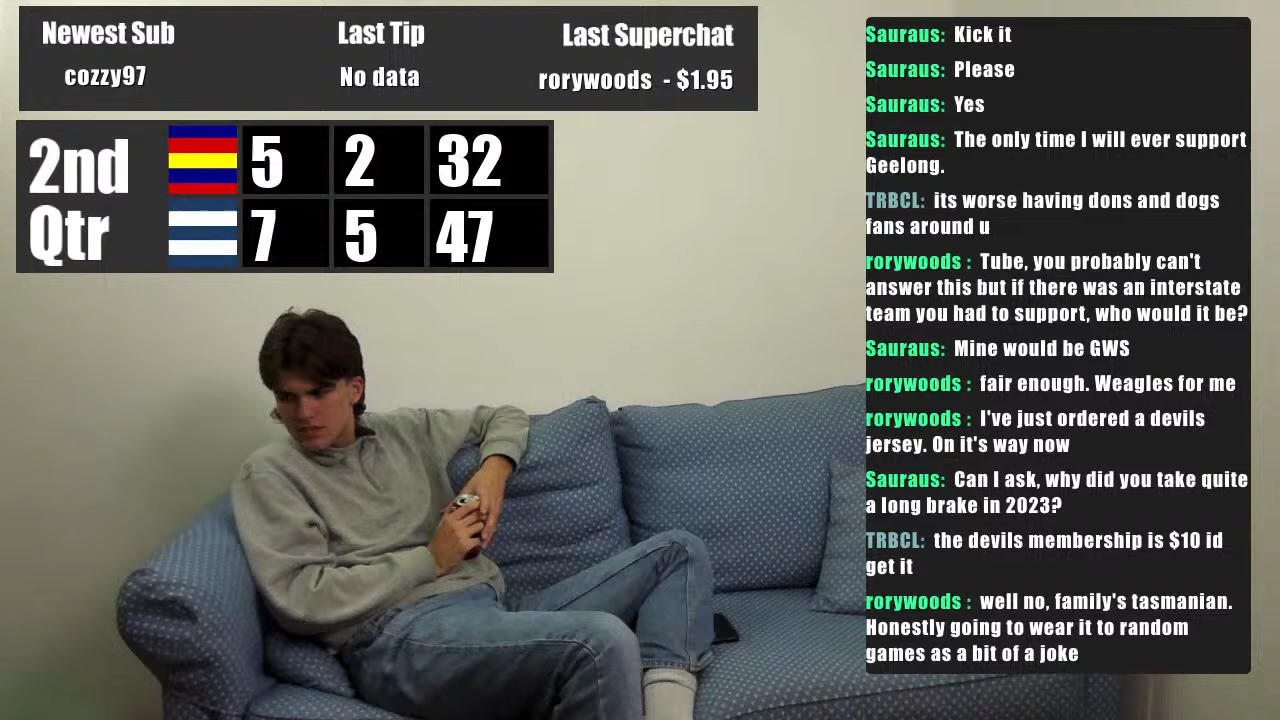 Newest Sub
Last Tip
Last Superchat
cozzy97
No data
rorywoods - $1.95
2nd
Qtr
5 2 32
7 5 47
Sauraus: Kick it
Sauraus: Please
Sauraus: Yes
Sauraus: The only time I will ever support
Geelong.
TRBCL: its worse having dons and dogs
fans around u
rorywoods : Tube, you probably can't
answer this but if there was an interstate
team you had to support, who would it be?
Sauraus: Mine would be GWS
rorywoods : fair enough. Weagles for me
rorywoods : I've just ordered a devils
jersey. On it's way now
Sauraus: Can I ask, why did you take quite
a long brake in 2023?
TRBCL: the devils membership is $10 id
get it
rorywoods : well no, family's tasmanian.
Honestly going to wear it to random
games as a bit of a joke